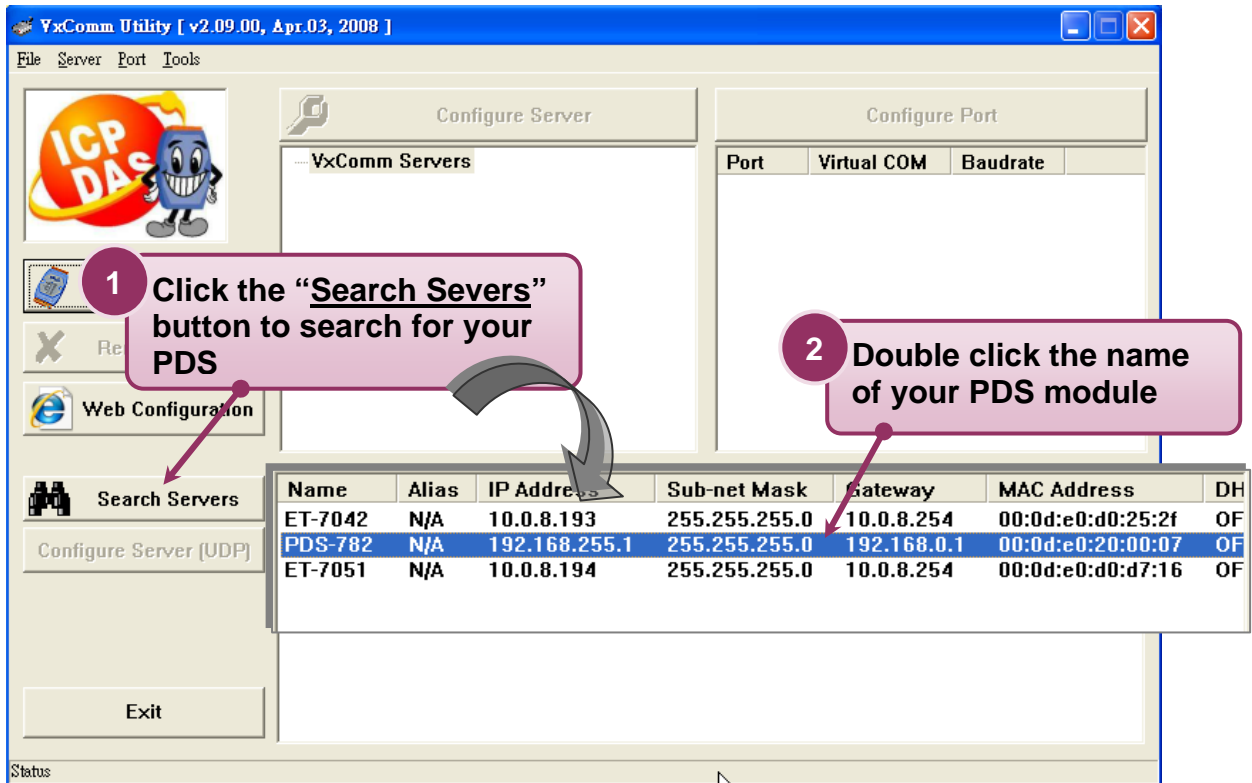 VxComm Utility [ v2.09.00, Apr.03, 2008 ]
File Server Port Tools
ICP
DAS
Configure Server
Configure Port
VxComm Servers
Port Virtual COM Baudrate
1
Click the “Search Severs”
button to search for your
PDS
Re
2
Double click the name
of your PDS module
Web Configuration
Search Servers
Configure Server (UDP)
Name Alias IP Address Sub-net Mask Gateway MAC Address DH
ET-7042 N/A 10.0.8.193 255.255.255.0 10.0.8.254 00:0d:e0:d0:25:2f OF
PDS-782 N/A 192.168.255.1 255.255.255.0 192.168.0.1 00:0d:e0:20:00:07 OF
ET-7051 N/A 10.0.8.194 255.255.255.0 10.0.8.254 00:0d:e0:d0:d7:16 OF
Exit
Status